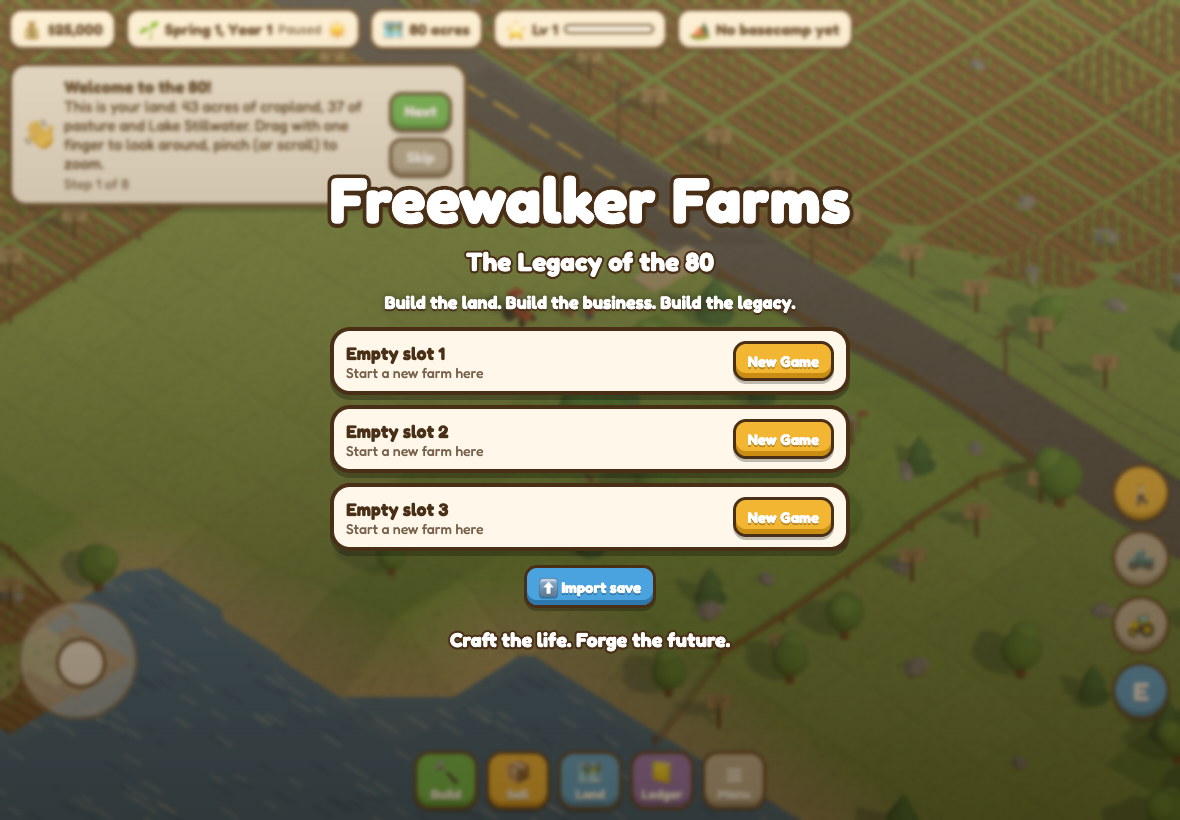 $25,000
Spring 1, Year 1 Paused
80 acres
Lv 1
No basecamp yet
Welcome to the 80!
This is your land: 43 acres of cropland, 37 of
pasture and Lake Stillwater. Drag with one
finger to look around, pinch (or scroll) to
zoom.
Step 1 of 8
Next
Skip
Freewalker Farms
The Legacy of the 80
Build the land. Build the business. Build the legacy.
Empty slot 1
Start a new farm here
New Game
Empty slot 2
Start a new farm here
New Game
Empty slot 3
Start a new farm here
New Game
Import save
Craft the life. Forge the future.
E
Build
Sell
Land
Ledger
Menu